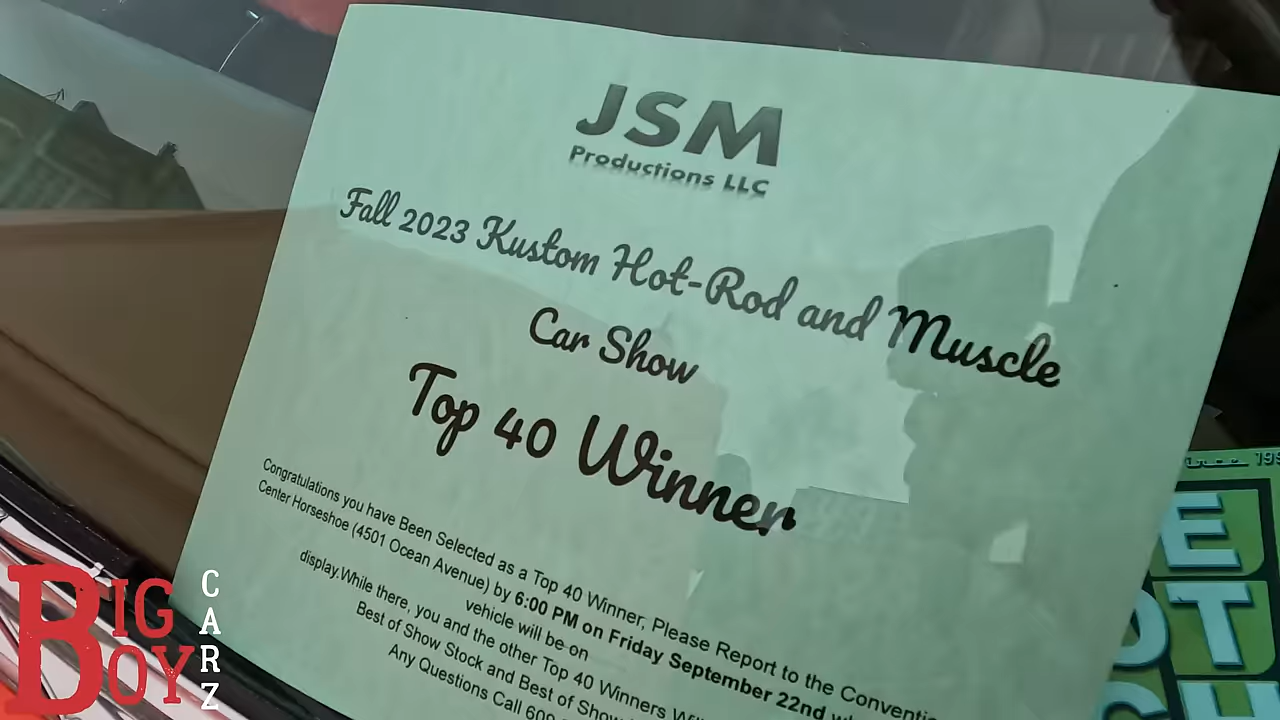 JSM
Productions LLC
Fall 2023 Kustom Hot-Rod and Muscle
Car Show
Top 40 Winner
Congratulations you have Been Selected as a Top 40 Winner, Please Report to the
Center Horseshoe (4501 Ocean Avenue) by 6:00 PM on Friday September 22nd
vehicle will be on
display.While there, you and the other Top 40 Winners
Best of Show Stock and Best of Show
Any Questions Call 600
E
T
CH
BIG
BOY
CARZ